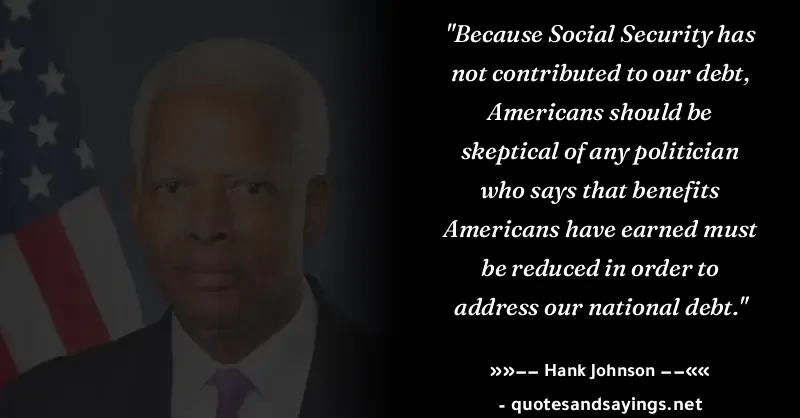 "Because Social Security has
not contributed to our debt,
Americans should be
skeptical of any politician
who says that benefits
Americans have earned must
be reduced in order to
address our national debt."
»»−− Hank Johnson −−««
- quotesandsayings.net